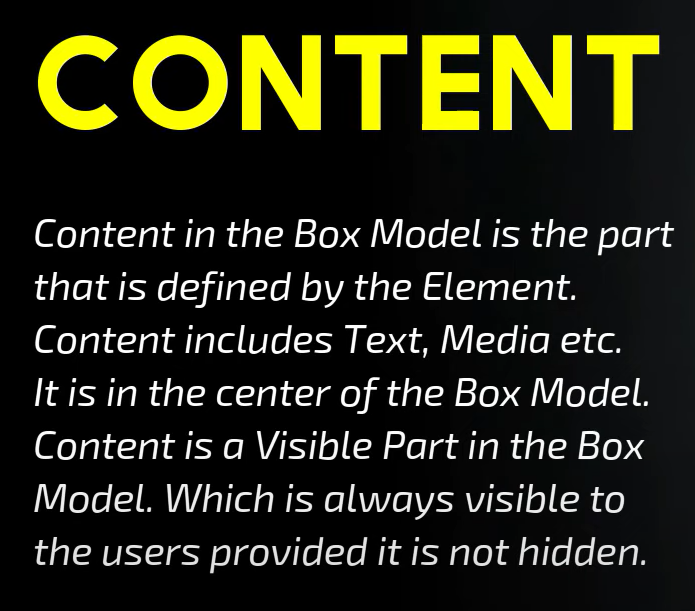 CONTENT
Content in the Box Model is the part
that is defined by the Element.
Content includes Text, Media etc.
It is in the center of the Box Model.
Content is a Visible Part in the Box
Model. Which is always visible to
the users provided it is not hidden.